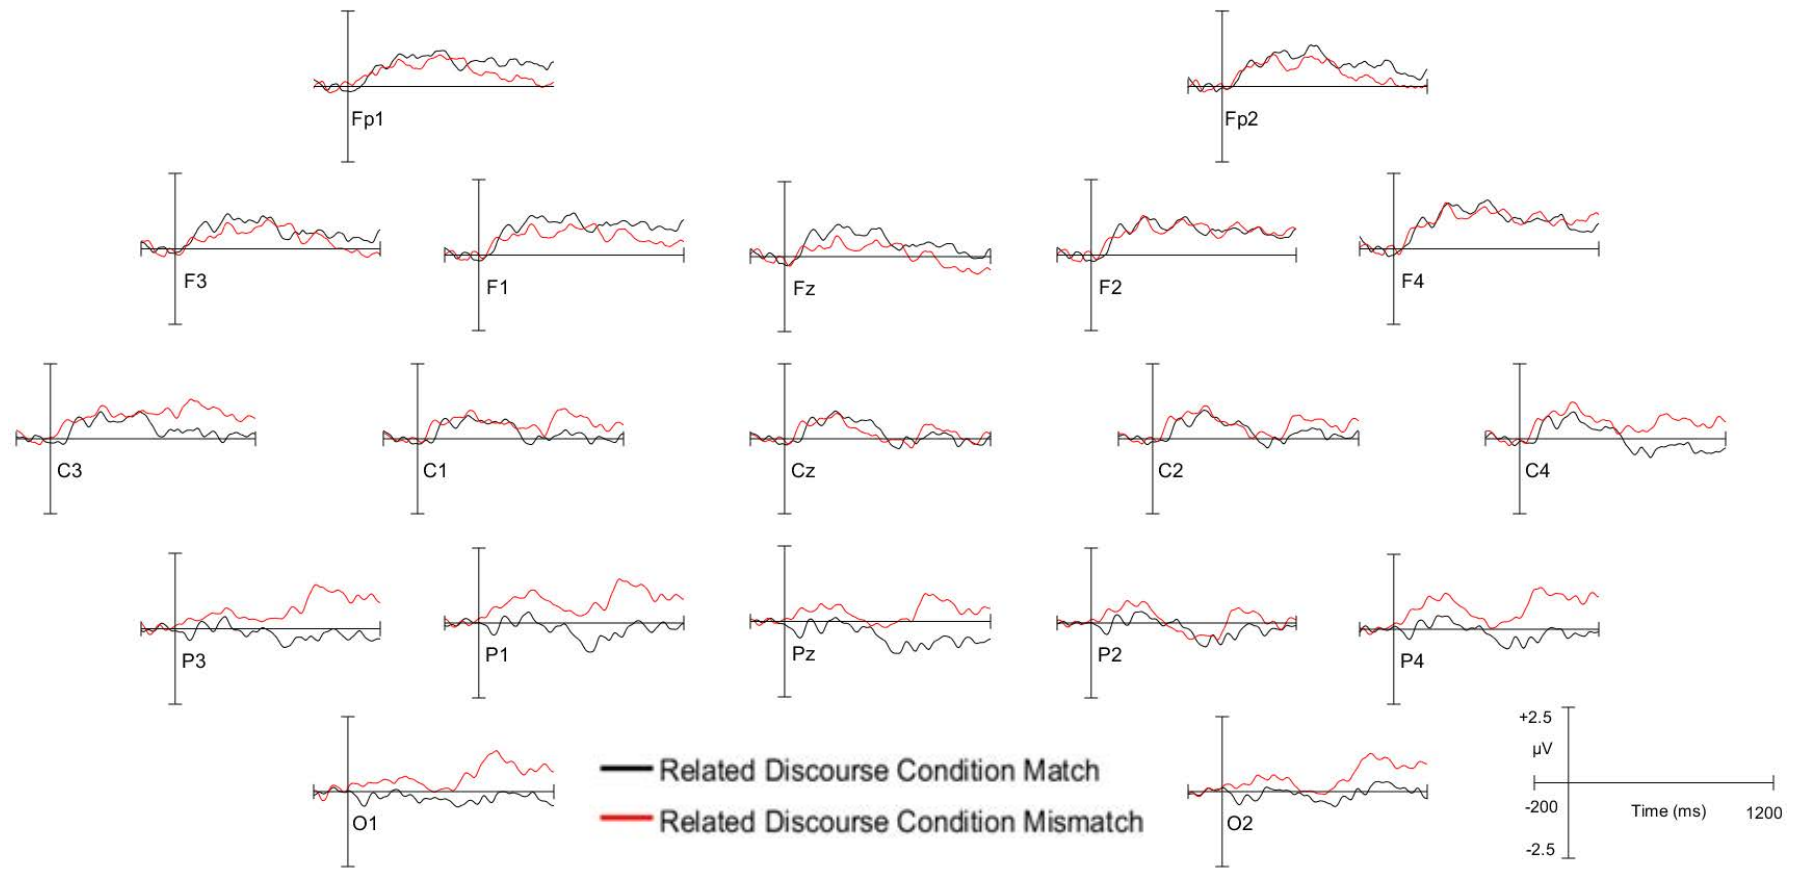 Fp1
Fp2
F3
F1
Fz
F2
F4
C3
C1
Cz
C2
C4
P3
P1
Pz
P2
P4
O1
O2
Related Discourse Condition Match
Related Discourse Condition Mismatch
+2.5
µV
-200
Time (ms)
1200
-2.5